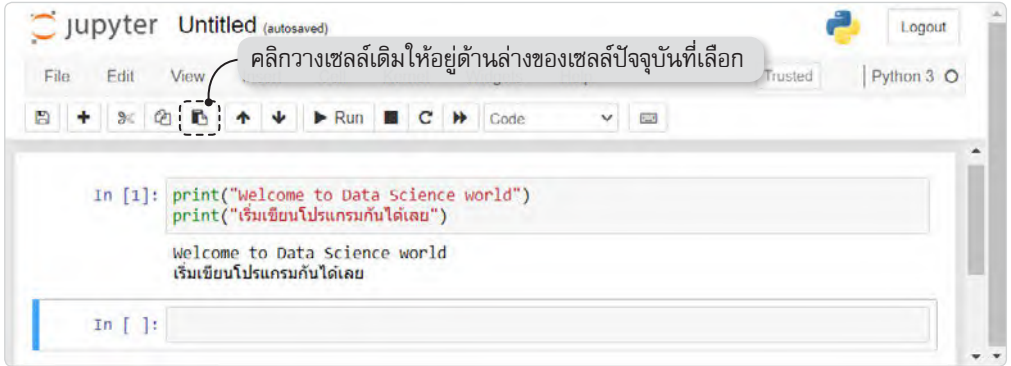 jupyter Untitled (autosaved)
Logout
คลิกวางเซลล์เดิมให้อยู่ด้านล่างของเซลล์ปัจจุบันที่เลือก
File Edit View Trusted Python 3
Run Code
In [1]: print("Welcome to Data Science world")
print("เริ่มเขียนโปรแกรมกันได้เลย")
Welcome to Data Science world
เริ่มเขียนโปรแกรมกันได้เลย
In [ ]: